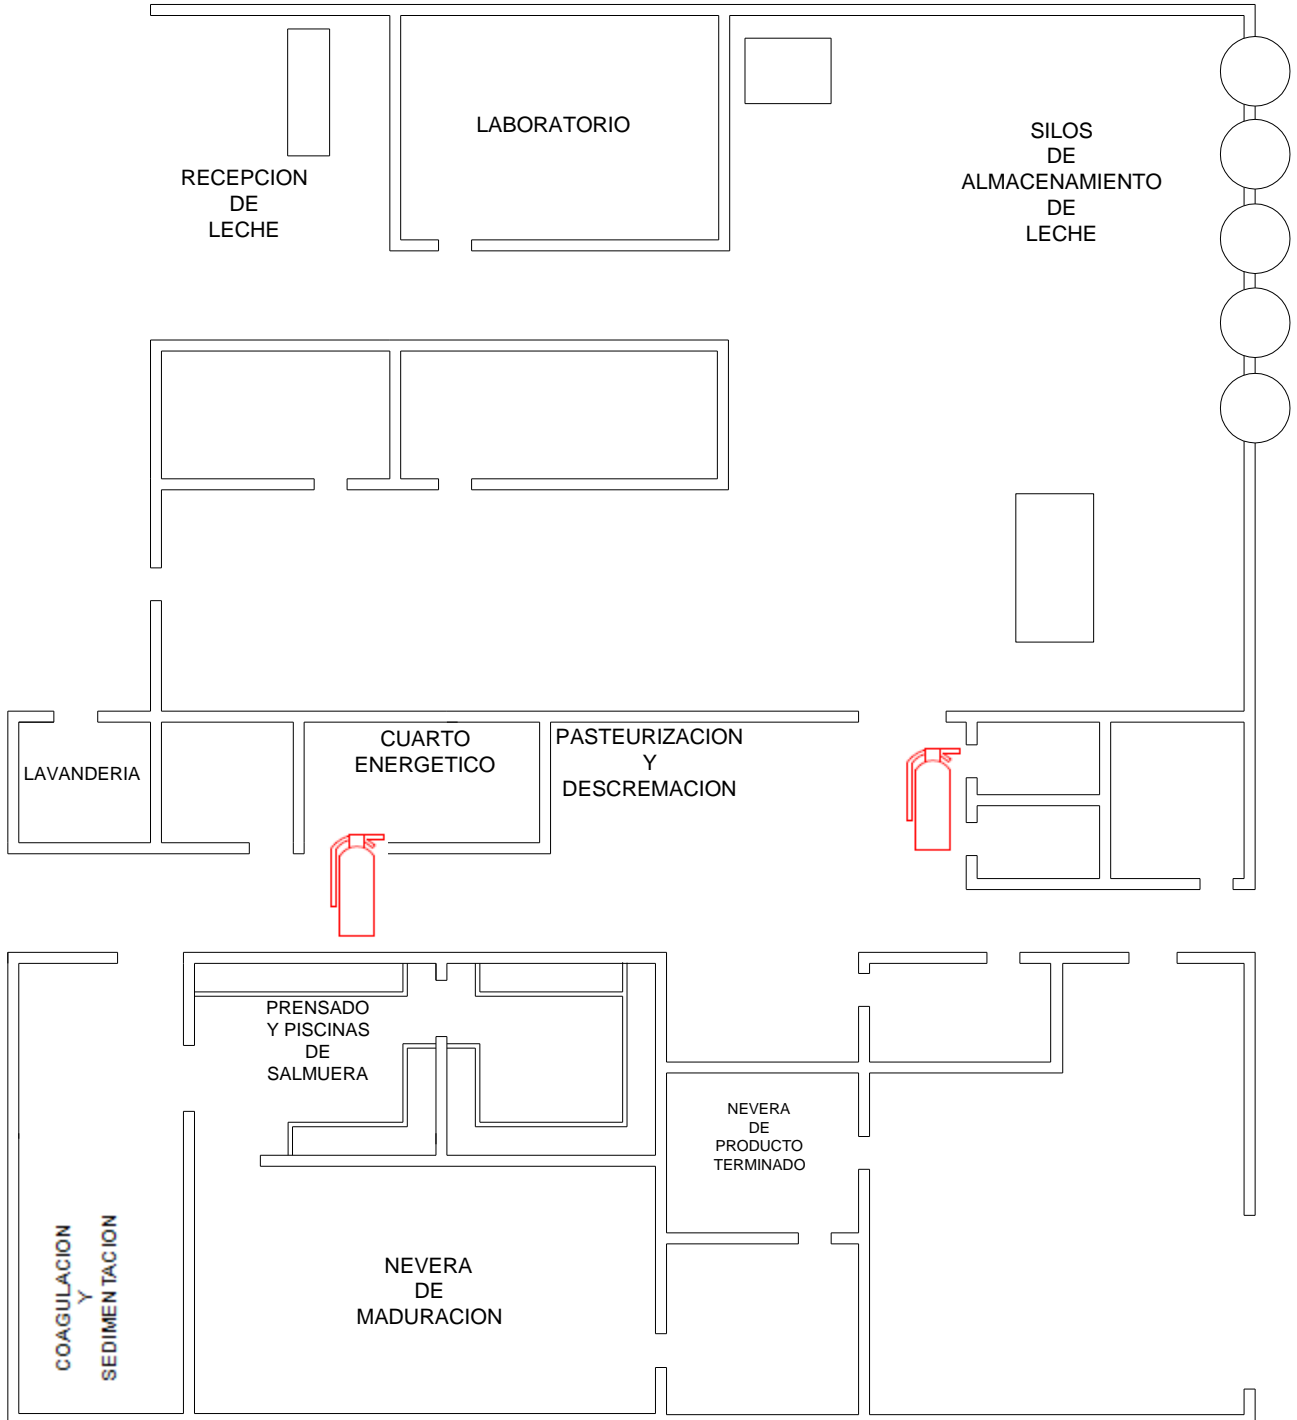 LABORATORIO
SILOS
DE
ALMACENAMIENTO
DE
LECHE
RECEPCION
DE
LECHE
LAVANDERIA
CUARTO
ENERGETICO
PASTEURIZACION
Y
DESCREMACION
PRENSADO
Y PISCINAS
DE
SALMUERA
NEVERA
DE
PRODUCTO
TERMINADO
COAGULACION
Y
SEDIMENTACION
NEVERA
DE
MADURACION